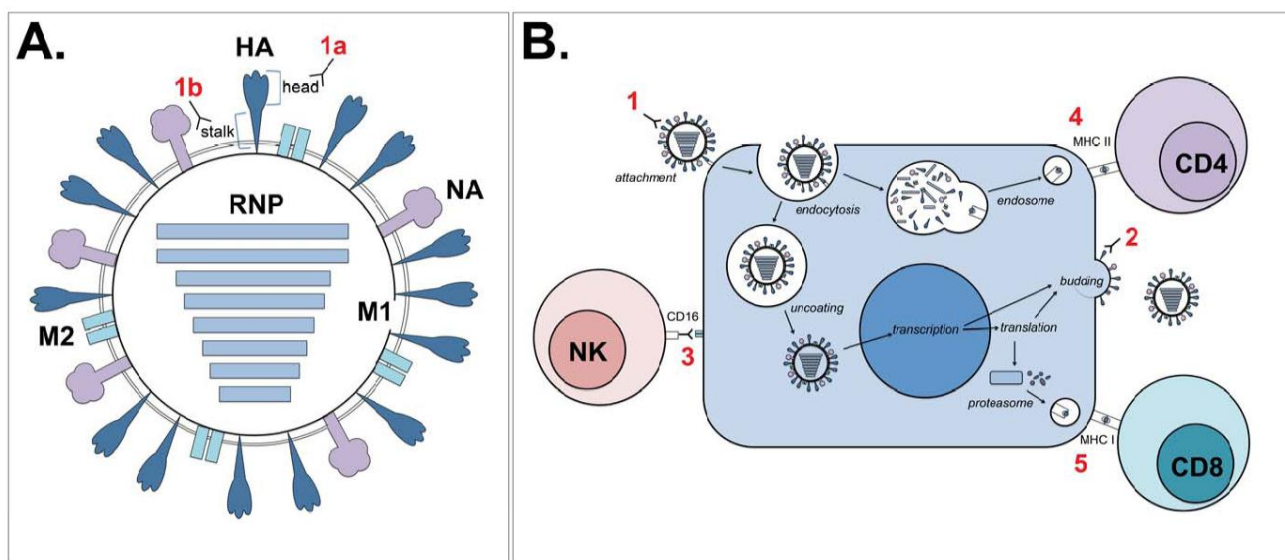 A.
HA
1a
1b
head
stalk
RNP
NA
M1
M2
B.
1
attachment
endocytosis
endosome
4
MHC II
CD4
2
budding
uncoating
CD16
NK
3
transcription
translation
proteasome
MHC I
5
CD8